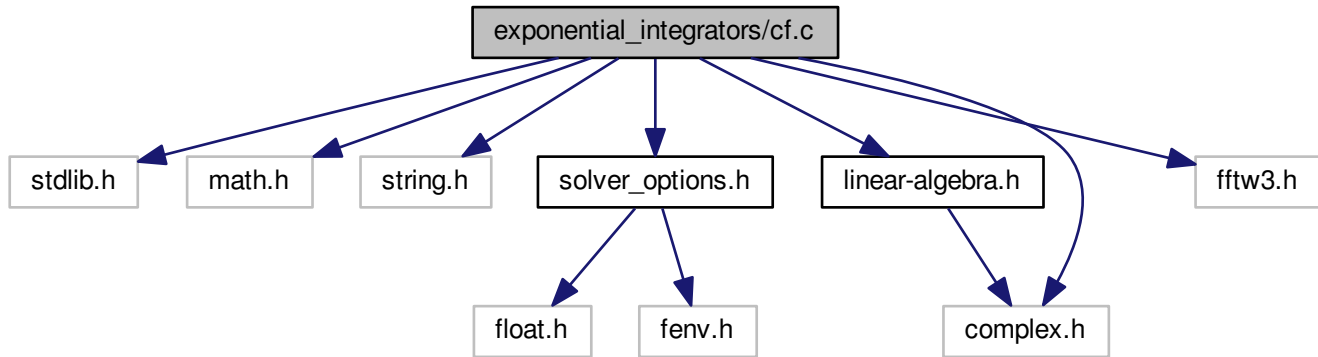 exponential_integrators/cf.c
stdlib.h
math.h
string.h
solver_options.h
linear-algebra.h
fftw3.h
float.h
fenv.h
complex.h